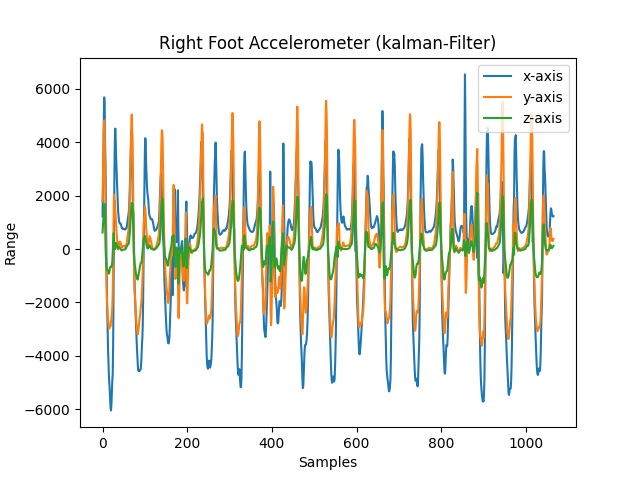 Right Foot Accelerometer (kalman-Filter)
x-axis
y-axis
z-axis
Range
6000
4000
2000
0
−2000
−4000
−6000
0 200 400 600 800 1000
Samples